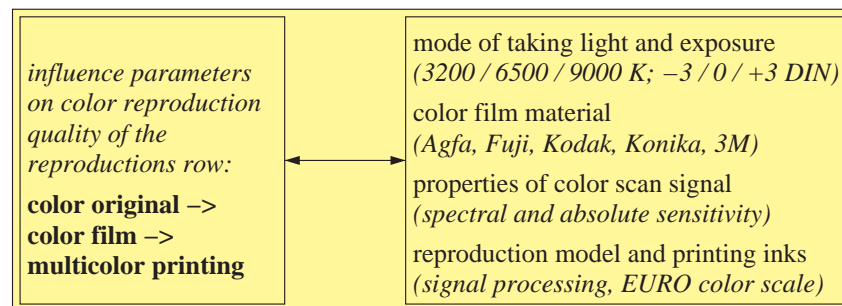 influence parameters
on color reproduction
quality of the
reproductions row:
color original −>
color film −>
multicolor printing
mode of taking light and exposure
(3200 / 6500 / 9000 K; −3 / 0 / +3 DIN)
color film material
(Agfa, Fuji, Kodak, Konika, 3M)
properties of color scan signal
(spectral and absolute sensitivity)
reproduction model and printing inks
(signal processing, EURO color scale)